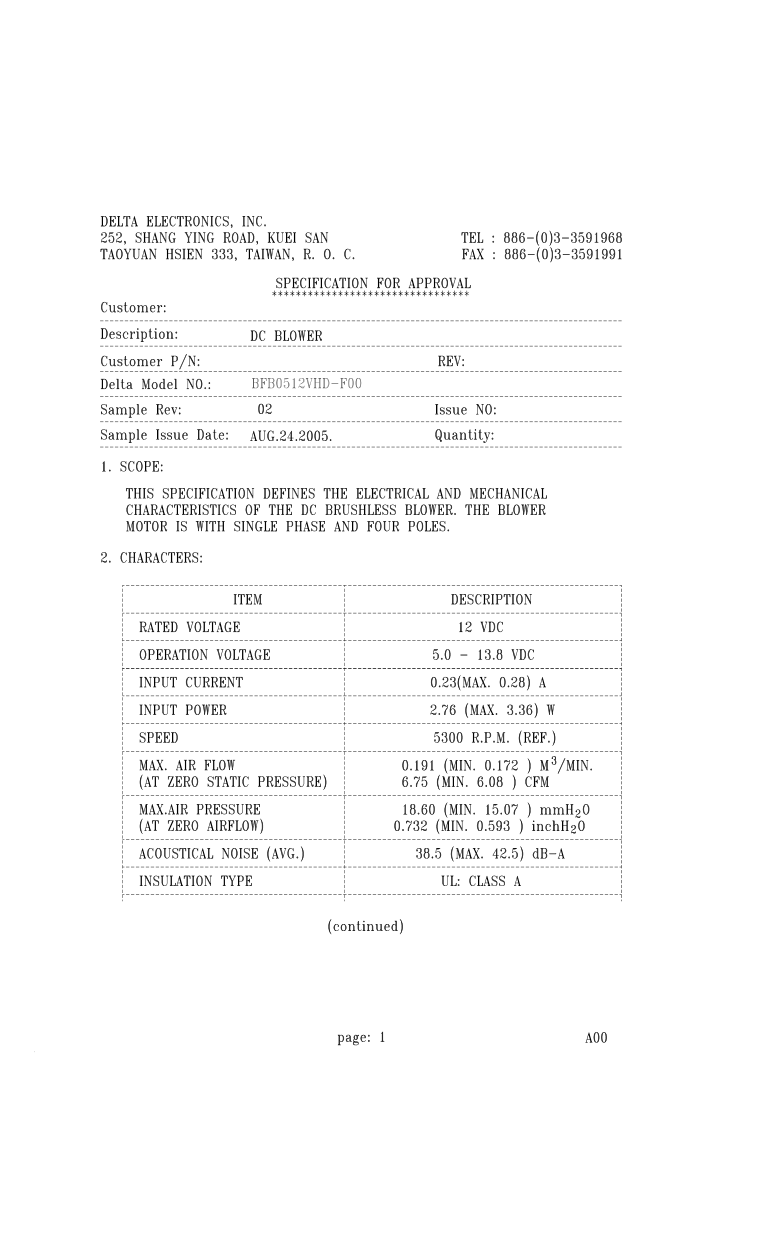 DELTA ELECTRONICS, INC.
252, SHANG YING ROAD, KUEI SAN TEL : 886-(0)3-3591968
TAOYUAN HSIEN 333, TAIWAN, R. O. C. FAX : 886-(0)3-3591991
SPECIFICATION FOR APPROVAL
*********************************
Customer:
Description: DC BLOWER
Customer P/N: REV:
Delta Model NO.: BFB0512VHD-F00
Sample Rev: 02 Issue NO:
Sample Issue Date: AUG.24.2005. Quantity:
1. SCOPE:
THIS SPECIFICATION DEFINES THE ELECTRICAL AND MECHANICAL
CHARACTERISTICS OF THE DC BRUSHLESS BLOWER. THE BLOWER
MOTOR IS WITH SINGLE PHASE AND FOUR POLES.
2. CHARACTERS:
ITEM DESCRIPTION
RATED VOLTAGE 12 VDC
OPERATION VOLTAGE 5.0 - 13.8 VDC
INPUT CURRENT 0.23(MAX. 0.28) A
INPUT POWER 2.76 (MAX. 3.36) W
SPEED 5300 R.P.M. (REF.)
MAX. AIR FLOW 0.191 (MIN. 0.172 ) M³/MIN.
(AT ZERO STATIC PRESSURE) 6.75 (MIN. 6.08 ) CFM
MAX.AIR PRESSURE 18.60 (MIN. 15.07 ) mmH₂O
(AT ZERO AIRFLOW) 0.732 (MIN. 0.593 ) inchH₂O
ACOUSTICAL NOISE (AVG.) 38.5 (MAX. 42.5) dB-A
INSULATION TYPE UL: CLASS A
(continued)
page: 1 A00